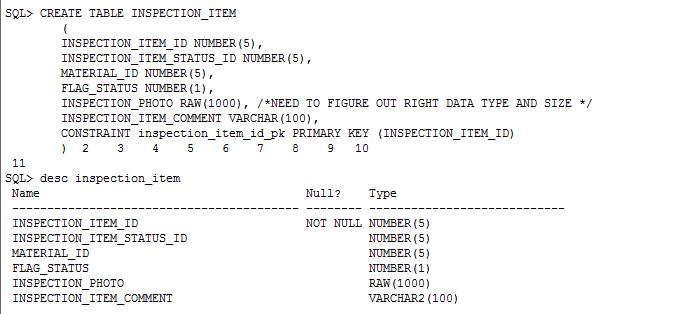 SQL> CREATE TABLE INSPECTION_ITEM
(
INSPECTION_ITEM_ID NUMBER(5),
INSPECTION_ITEM_STATUS_ID NUMBER(5),
MATERIAL_ID NUMBER(5),
FLAG_STATUS NUMBER(1),
INSPECTION_PHOTO RAW(1000), /*NEED TO FIGURE OUT RIGHT DATA TYPE AND SIZE */
INSPECTION_ITEM_COMMENT VARCHAR(100),
CONSTRAINT inspection_item_id_pk PRIMARY KEY (INSPECTION_ITEM_ID)
) 2 3 4 5 6 7 8 9 10
11
SQL> desc inspection_item
Name Null? Type
----------------------------------------- -------- ----------------------------
INSPECTION_ITEM_ID NOT NULL NUMBER(5)
INSPECTION_ITEM_STATUS_ID NUMBER(5)
MATERIAL_ID NUMBER(5)
FLAG_STATUS NUMBER(1)
INSPECTION_PHOTO RAW(1000)
INSPECTION_ITEM_COMMENT VARCHAR2(100)